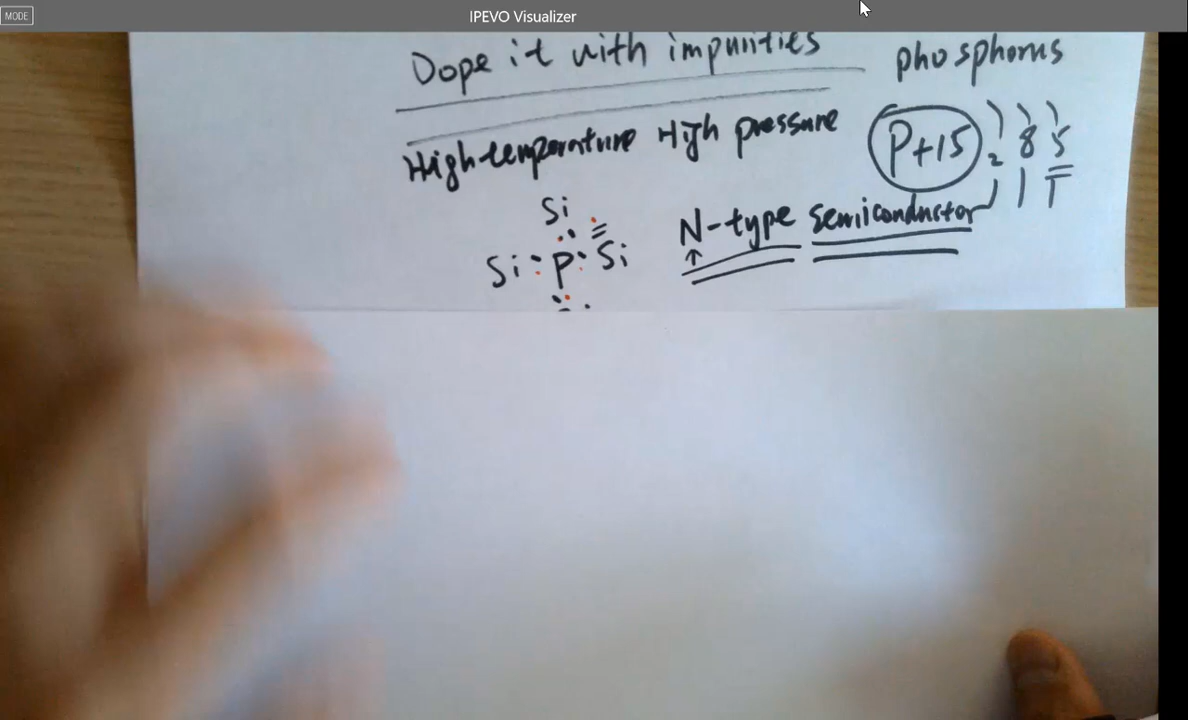 MODE
IPEVO Visualizer
Dope it with impurities
phosphorus
High-temperature High pressure
P+15 2 8 5
Si
N-type semiconductor
Si : P : Si